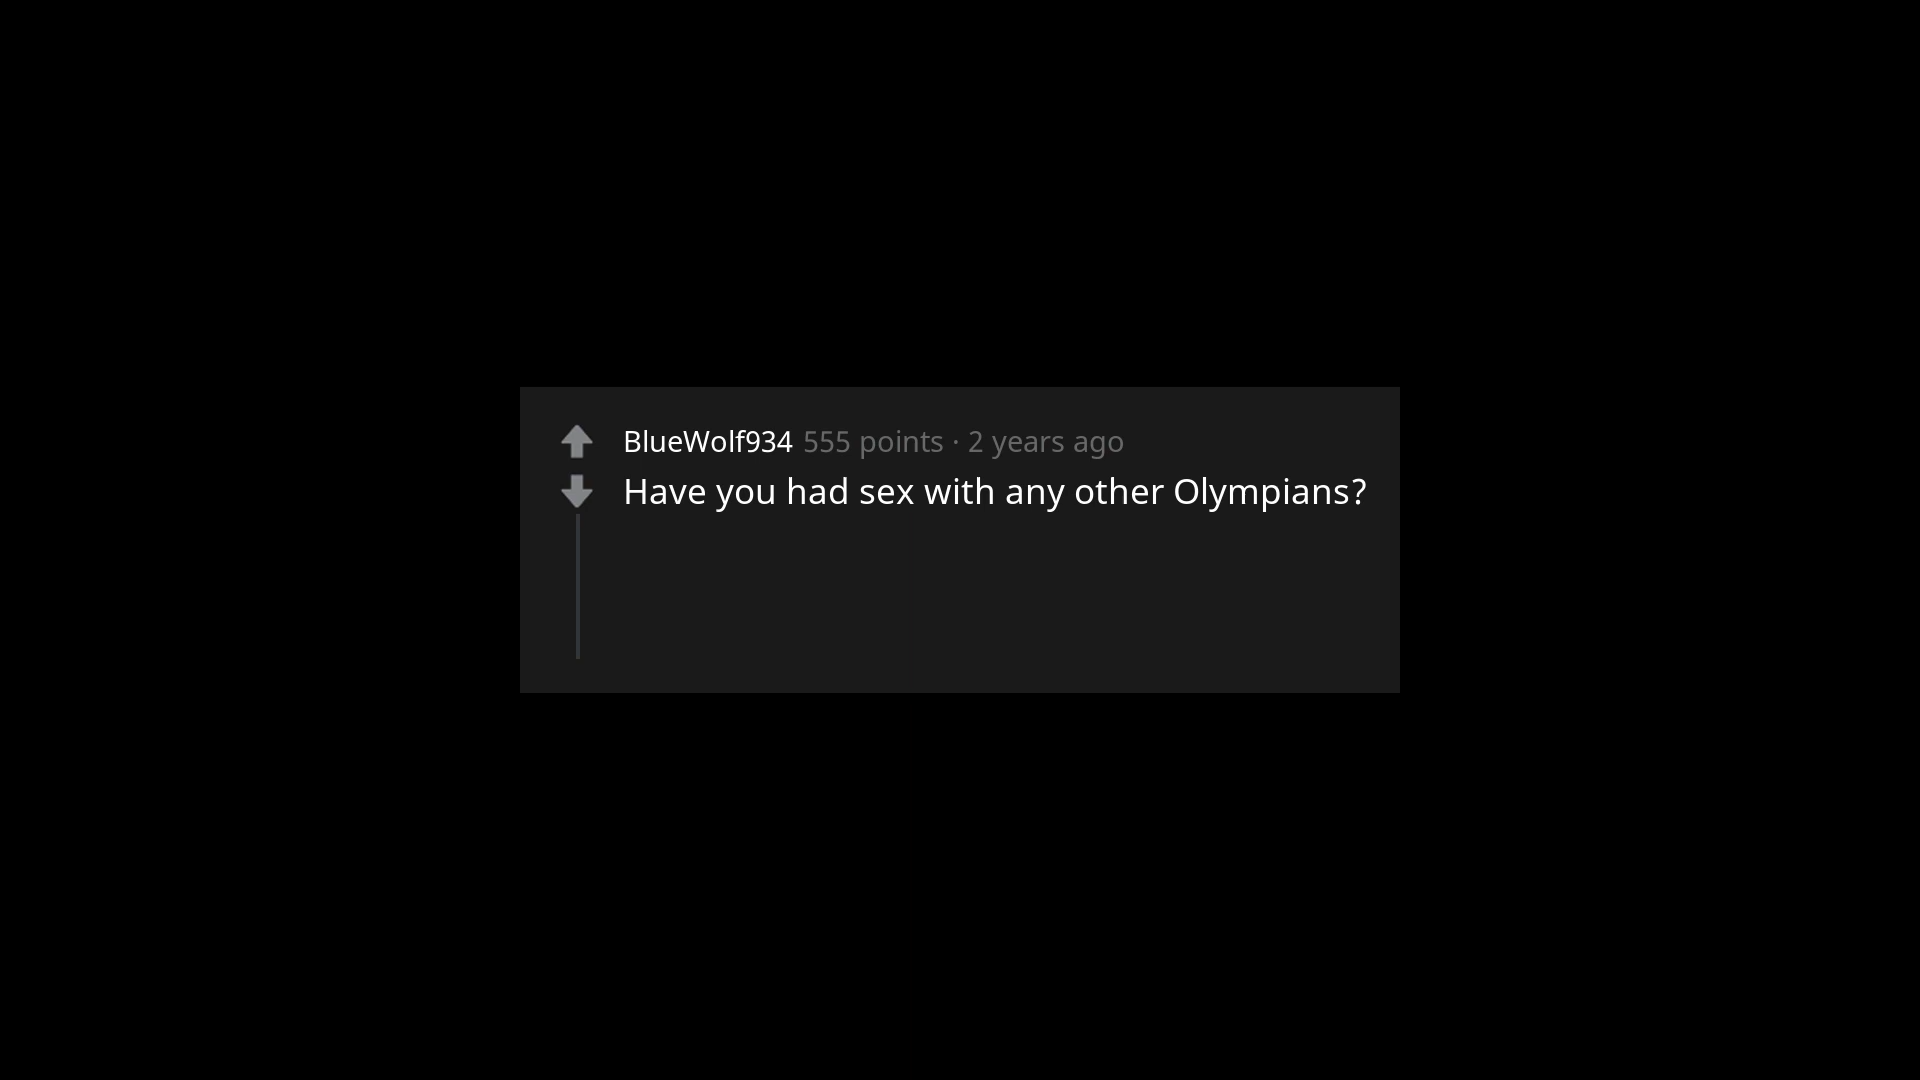 BlueWolf934 555 points · 2 years ago
Have you had sex with any other Olympians?